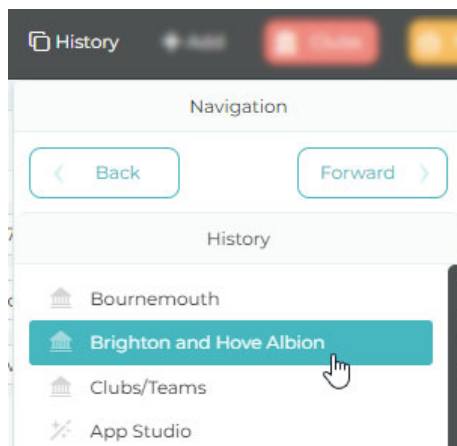 History
Navigation
Back Forward
History
Bournemouth
Brighton and Hove Albion
Clubs/Teams
App Studio